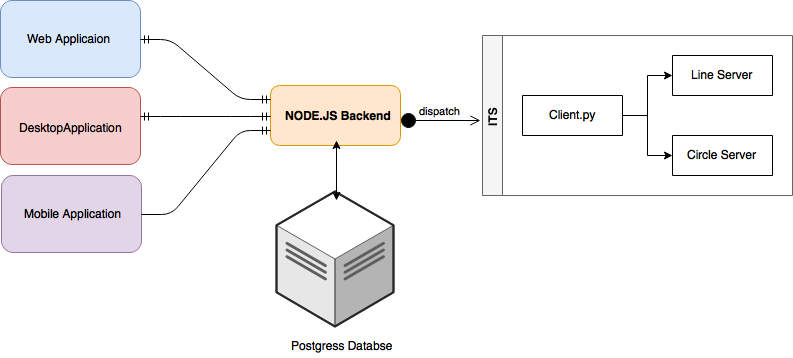 Web Applicaion
DesktopApplication
Mobile Application
NODE.JS Backend
dispatch
ITS
Client.py
Line Server
Circle Server
Postgress Databse